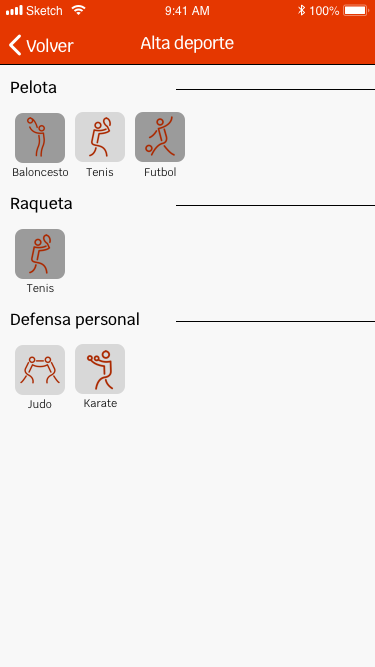 Sketch 9:41 AM 100%
Volver Alta deporte
Pelota
Baloncesto Tenis Futbol
Raqueta
Tenis
Defensa personal
Judo Karate